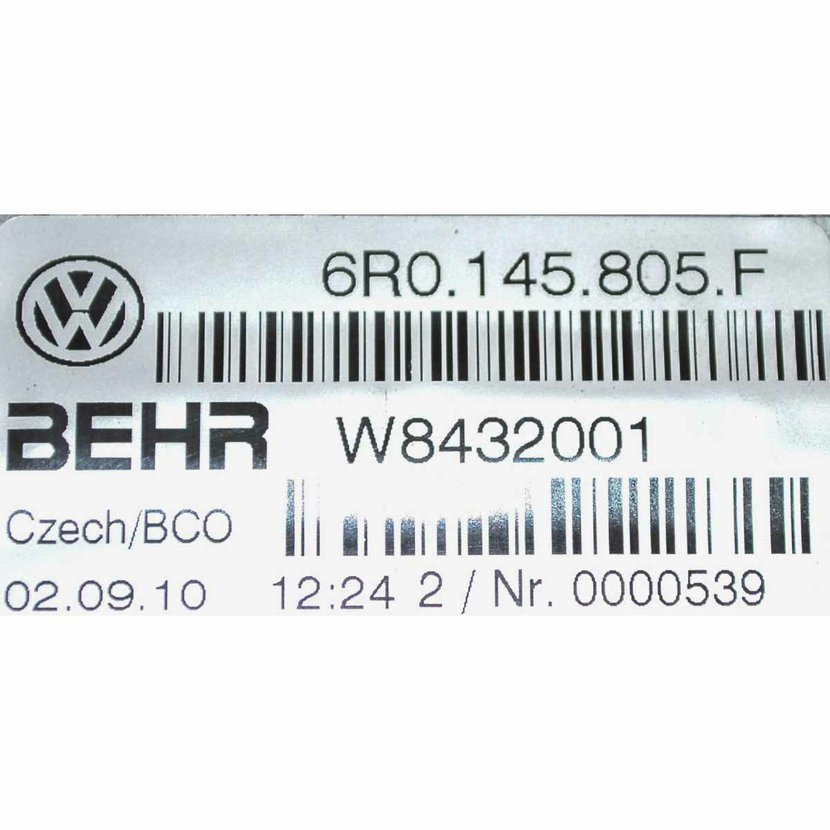 6R0.145.805.F
BEHR W8432001
Czech/BCO
02.09.10 12:24 2 / Nr. 0000539